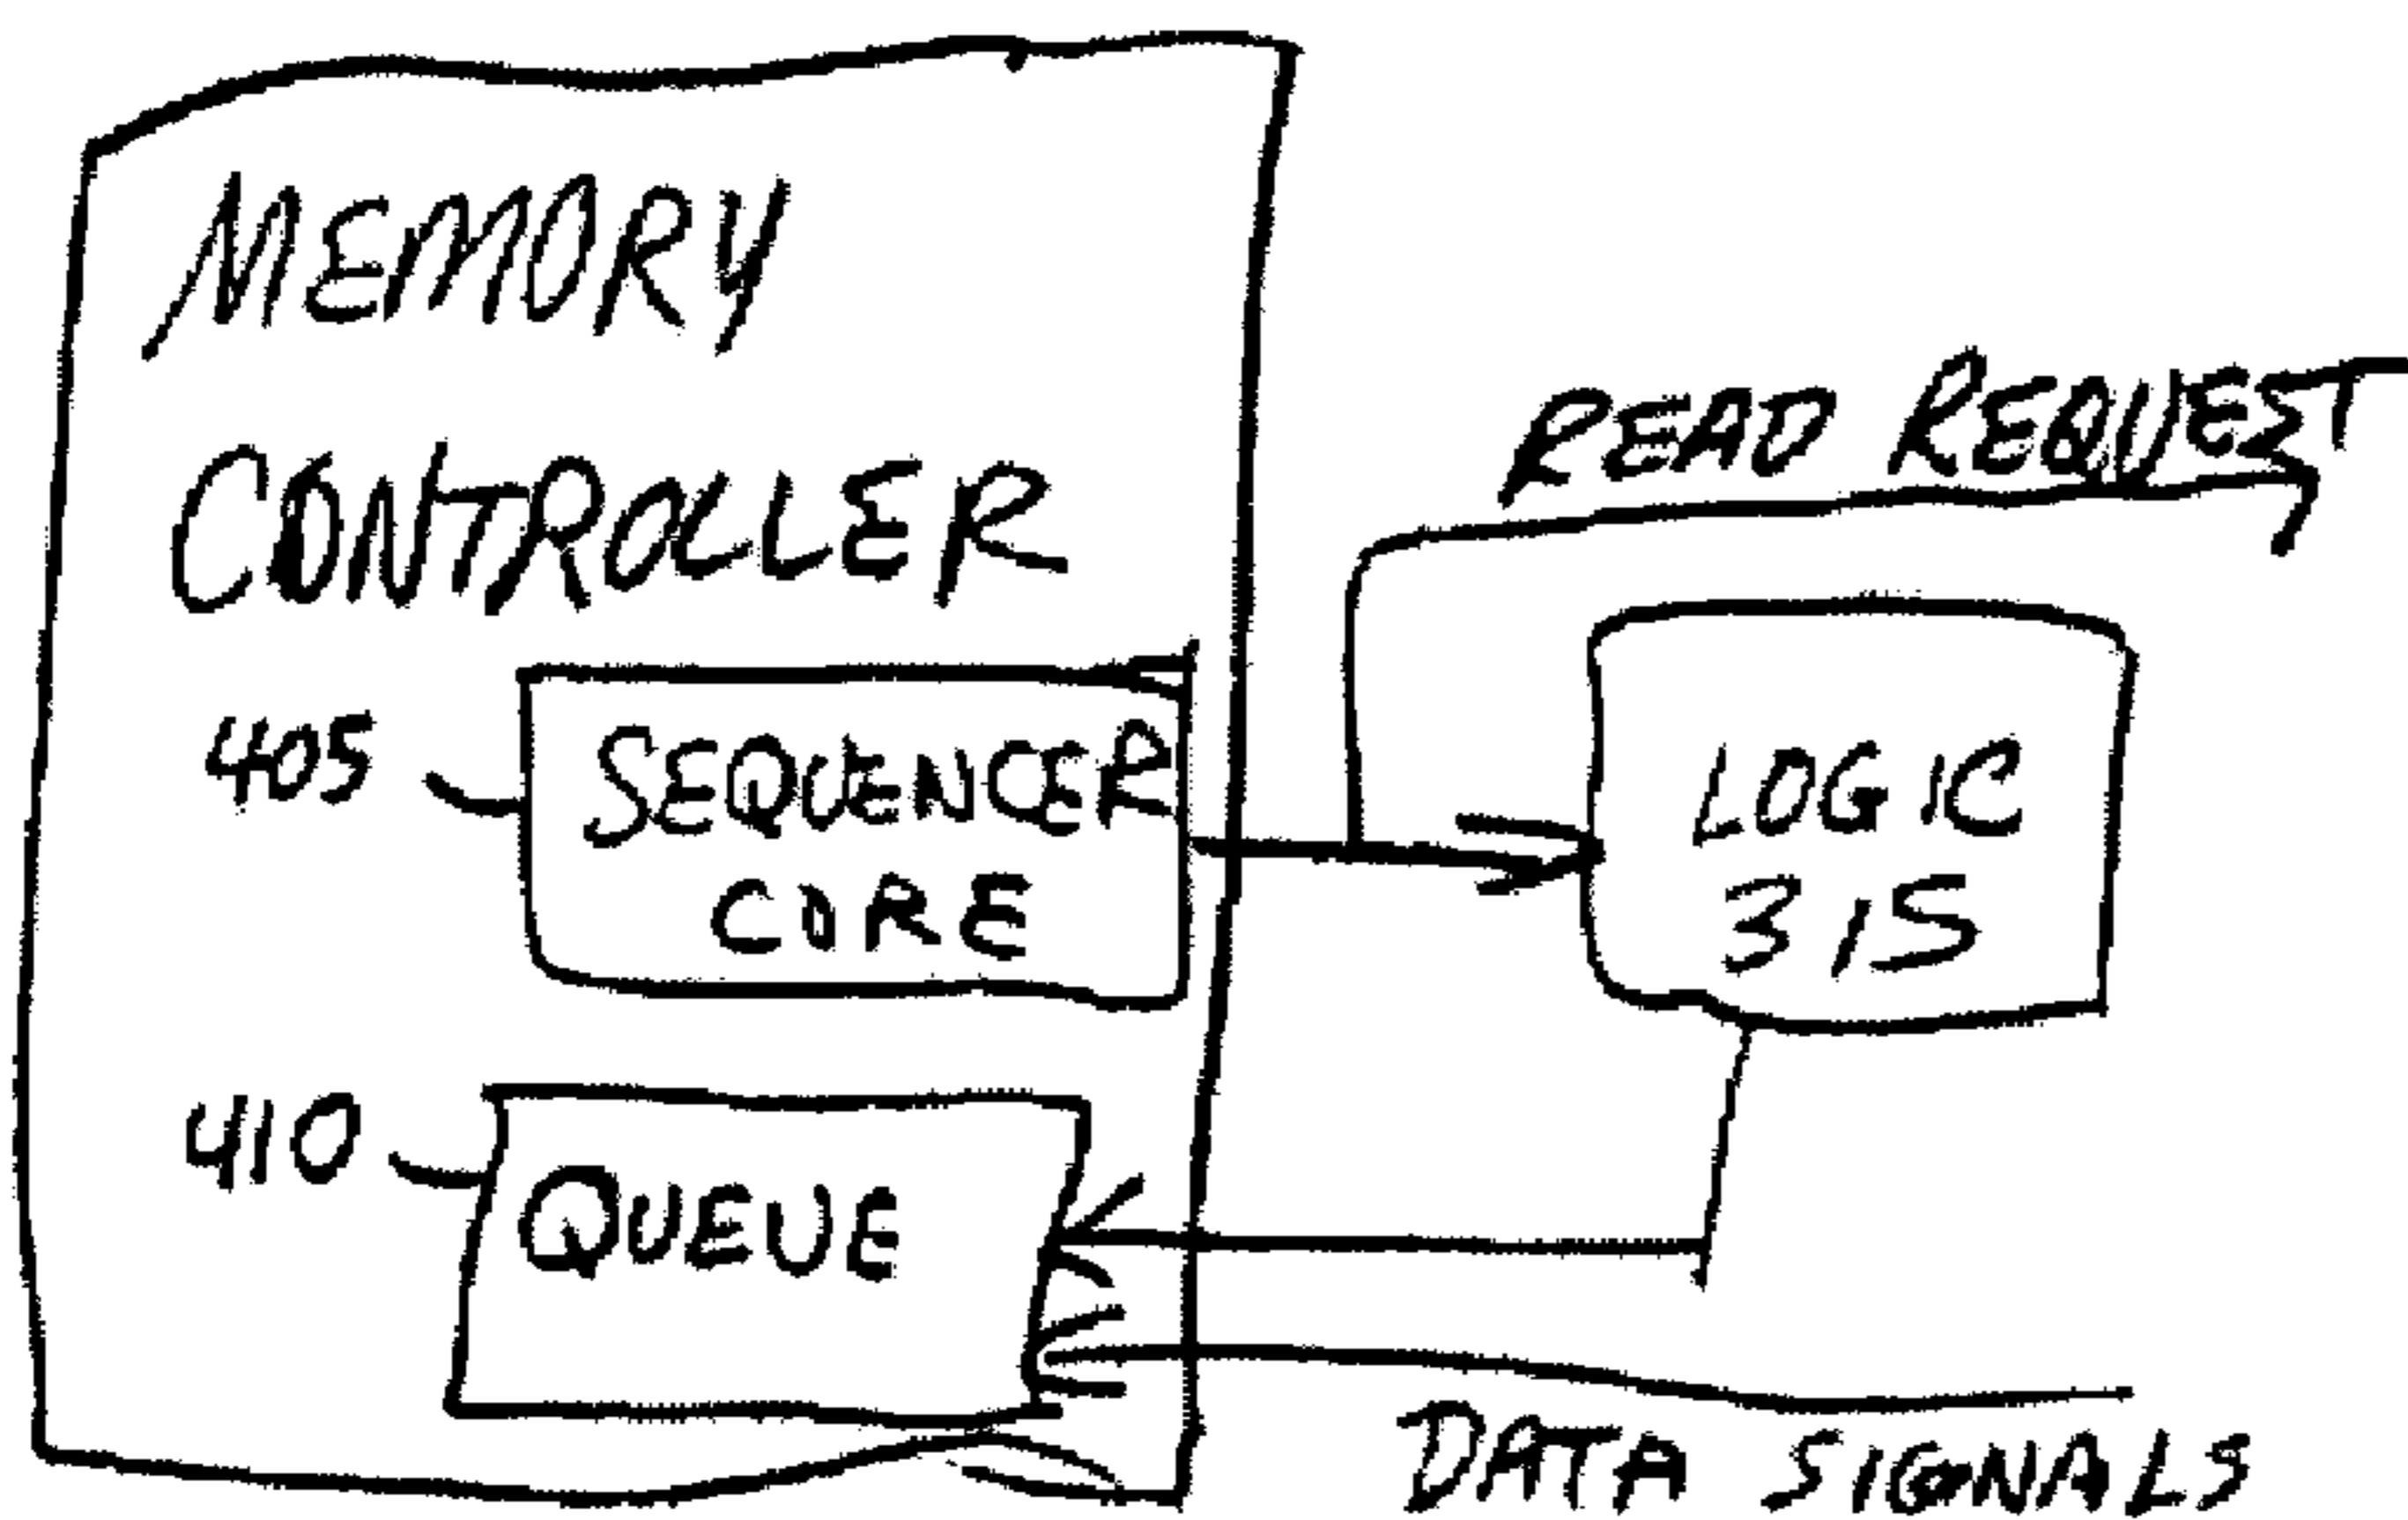 MEMORY
CONTROLLER
READ REQUEST
405
SEQUENCER
CORE
LOGIC
315
410
QUEUE
DATA SIGNALS